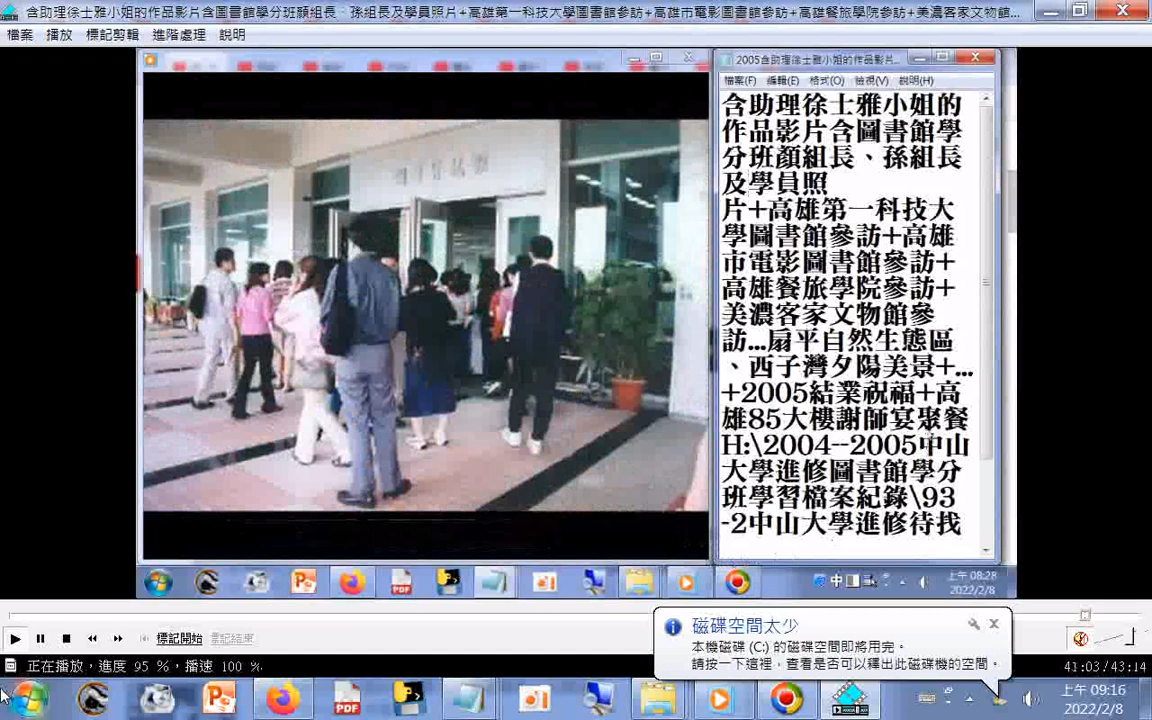 含助理徐士雅小姐的作品影片含圖書館學分班顏組長、孫組長及學員照片+高雄第一科技大學圖書館參訪+高雄市電影圖書館參訪+高雄餐旅學院參訪+美濃客家文物館...
檔案 播放 標記剪輯 進階處理 說明
2005含助理徐士雅小姐的作品影片...
檔案(F) 編輯(E) 格式(O) 檢視(V) 說明(H)
含助理徐士雅小姐的
作品影片含圖書館學
分班顏組長、孫組長
及學員照
片+高雄第一科技大
學圖書館參訪+高雄
市電影圖書館參訪+
高雄餐旅學院參訪+
美濃客家文物館參
訪...扇平自然生態區
、西子灣夕陽美景+...
+2005結業祝福+高
雄85大樓謝師宴聚餐
H:\2004--2005中山
大學進修圖書館學分
班學習檔案紀錄\93
-2中山大學進修待找
中
上午 08:28
2022/2/8
標記開始 標記結束
磁碟空間太少
本機磁碟 (C:) 的磁碟空間即將用完。
請按一下這裡，查看是否可以釋出此磁碟機的空間。
正在播放，進度 95 %，播速 100 %.
41:03/43:14
上午 09:16
2022/2/8